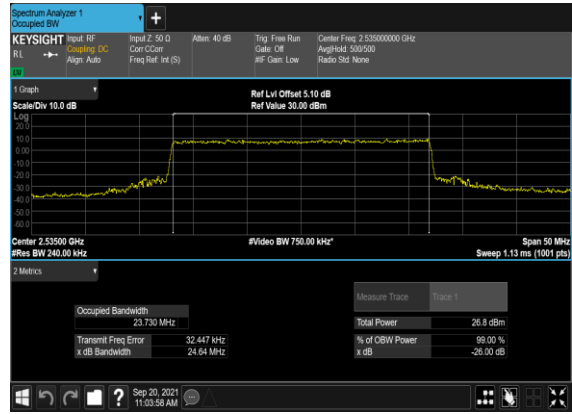 Spectrum Analyzer 1
Occupied BW
KEYSIGHT Input: RF Input Z: 50 Ω Atten: 40 dB Trig: Free Run Center Freq: 2.535000000 GHz
Coupling: DC Corr CCorr Gate: Off Avg|Hold: 500/500
RL Align: Auto Freq Ref: Int (S) #IF Gain: Low Radio Std: None
LW
1 Graph
Ref Lvl Offset 5.10 dB
Scale/Div 10.0 dB Ref Value 30.00 dBm
Log
20.0
10.0
0.00
-10.0
-20.0
-30.0
-40.0
-50.0
-60.0
Center 2.53500 GHz #Video BW 750.00 kHz* Span 50 MHz
#Res BW 240.00 kHz Sweep 1.13 ms (1001 pts)
2 Metrics
Measure Trace Trace 1
Occupied Bandwidth
23.730 MHz Total Power 26.8 dBm
Transmit Freq Error 32.447 kHz % of OBW Power 99.00 %
x dB Bandwidth 24.64 MHz x dB -26.00 dB
? Sep 20, 2021
11:03:58 AM